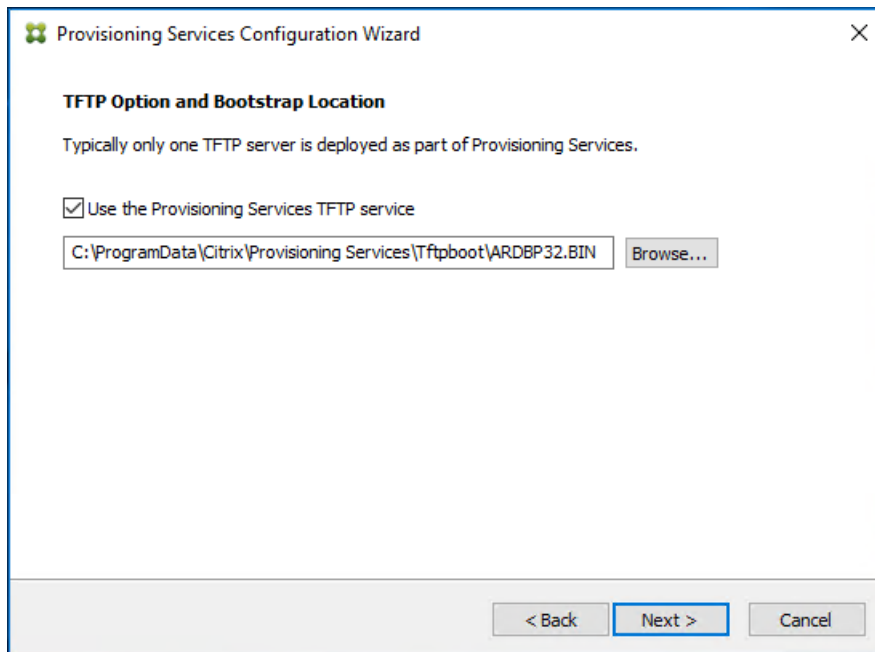 Provisioning Services Configuration Wizard
TFTP Option and Bootstrap Location
Typically only one TFTP server is deployed as part of Provisioning Services.
Use the Provisioning Services TFTP service
C:\ProgramData\Citrix\Provisioning Services\Tftpboot\ARDBP32.BIN Browse...
< Back Next > Cancel